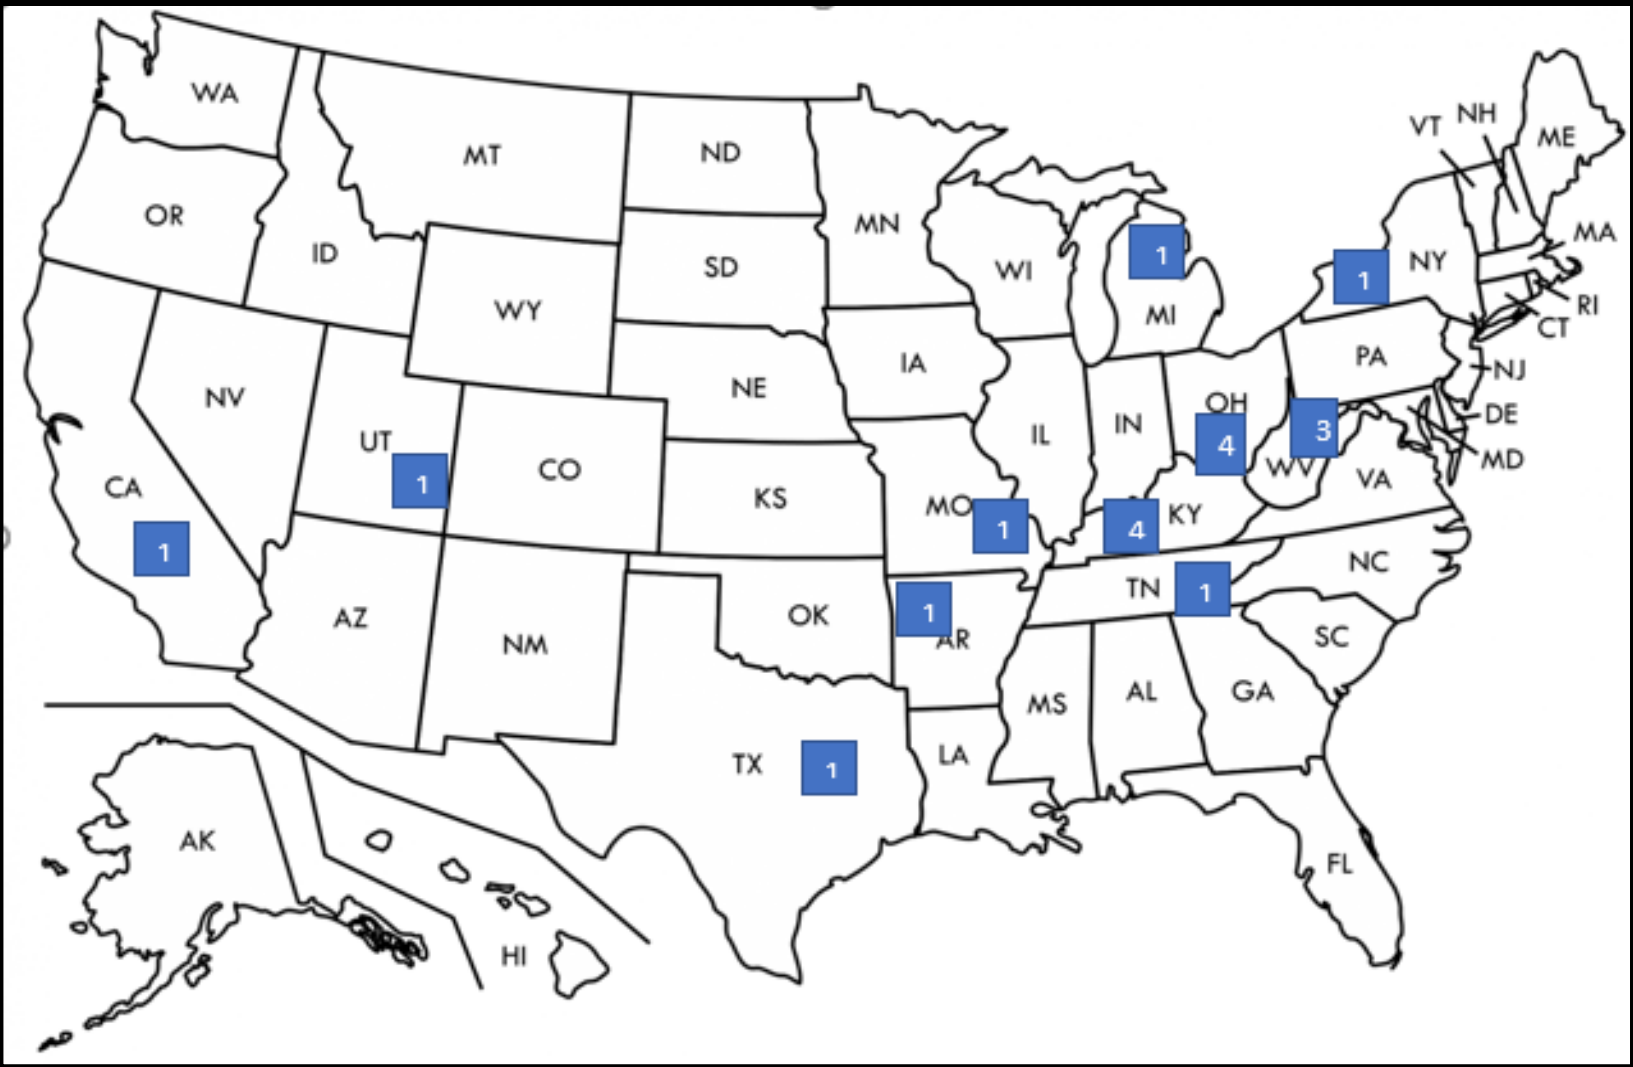 WA
MT
ND
VT
NH
ME
OR
ID
MN
MA
SD
WI
1
NY
1
WY
MI
RI
CT
IA
PA
NJ
NV
NE
OH
DE
UT
IL
IN
4
3
MD
CO
WV
VA
CA
1
KS
MO
1
4
KY
1
NC
AZ
OK
1
AR
TN
1
NM
SC
MS
AL
GA
TX
1
LA
AK
FL
HI